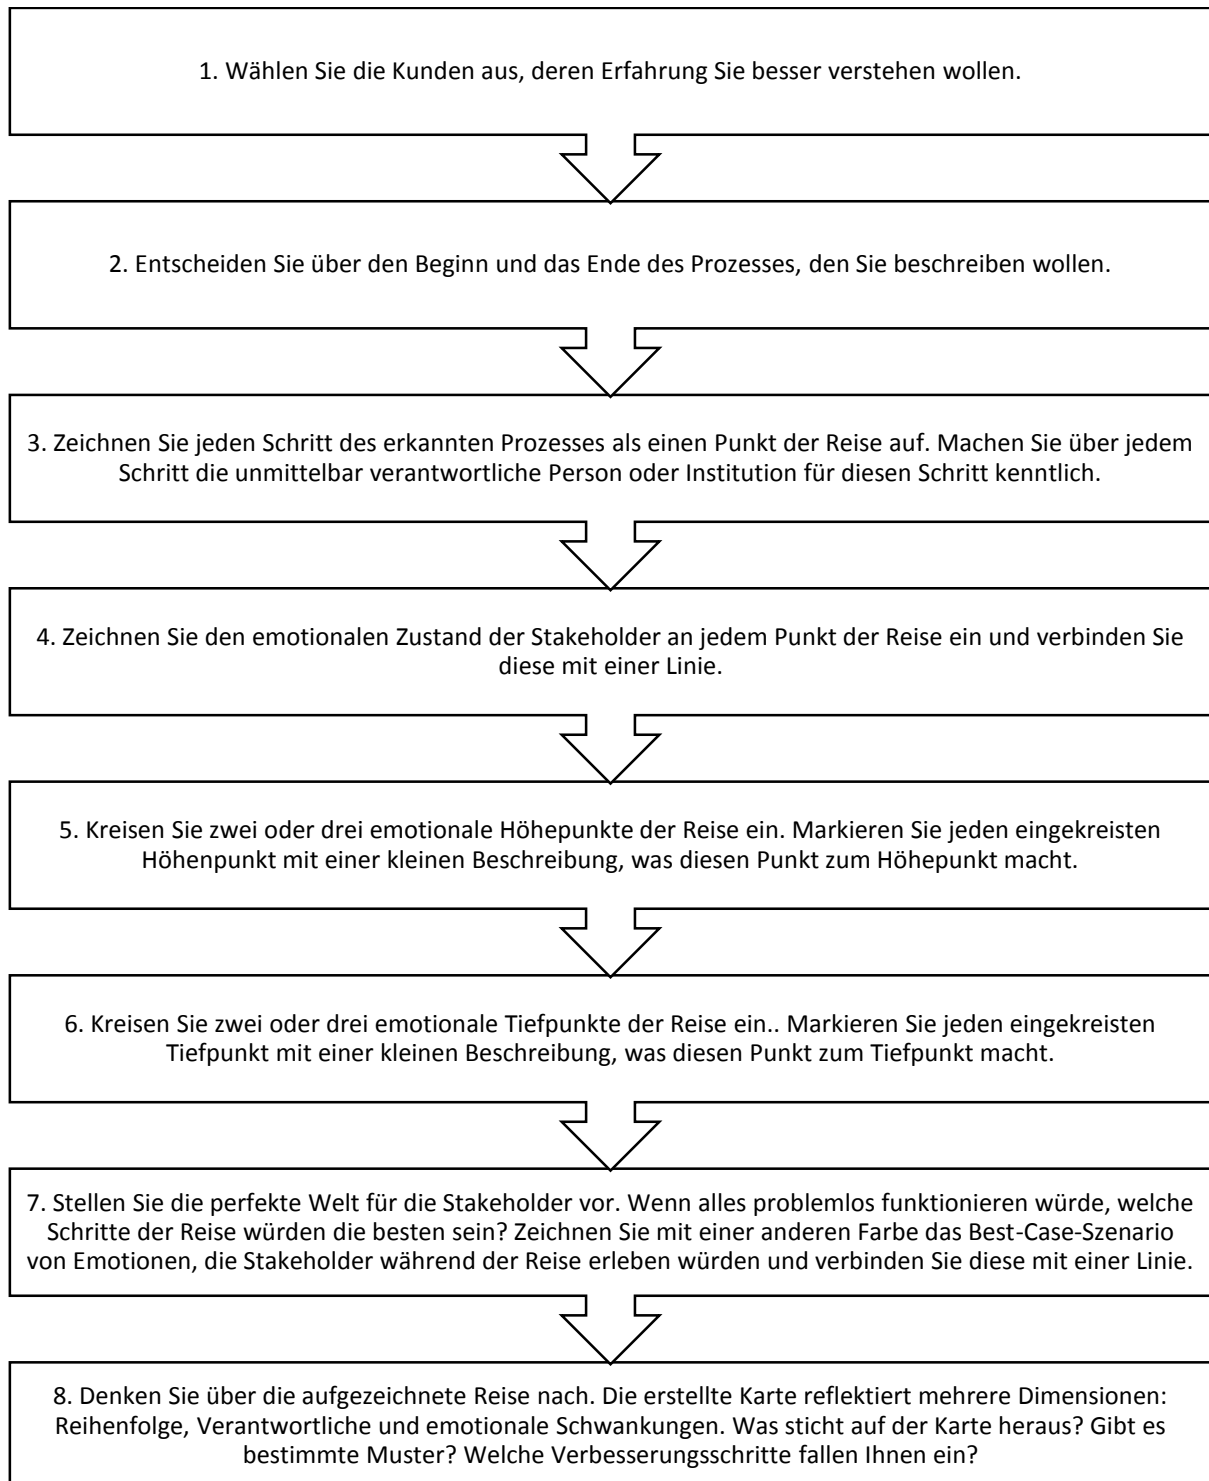 1. Wählen Sie die Kunden aus, deren Erfahrung Sie besser verstehen wollen.
2. Entscheiden Sie über den Beginn und das Ende des Prozesses, den Sie beschreiben wollen.
3. Zeichnen Sie jeden Schritt des erkannten Prozesses als einen Punkt der Reise auf. Machen Sie über jedem
Schritt die unmittelbar verantwortliche Person oder Institution für diesen Schritt kenntlich.
4. Zeichnen Sie den emotionalen Zustand der Stakeholder an jedem Punkt der Reise ein und verbinden Sie
diese mit einer Linie.
5. Kreisen Sie zwei oder drei emotionale Höhepunkte der Reise ein. Markieren Sie jeden eingekreisten
Höhenpunkt mit einer kleinen Beschreibung, was diesen Punkt zum Höhepunkt macht.
6. Kreisen Sie zwei oder drei emotionale Tiefpunkte der Reise ein.. Markieren Sie jeden eingekreisten
Tiefpunkt mit einer kleinen Beschreibung, was diesen Punkt zum Tiefpunkt macht.
7. Stellen Sie die perfekte Welt für die Stakeholder vor. Wenn alles problemlos funktionieren würde, welche
Schritte der Reise würden die besten sein? Zeichnen Sie mit einer anderen Farbe das Best-Case-Szenario
von Emotionen, die Stakeholder während der Reise erleben würden und verbinden Sie diese mit einer Linie.
8. Denken Sie über die aufgezeichnete Reise nach. Die erstellte Karte reflektiert mehrere Dimensionen:
Reihenfolge, Verantwortliche und emotionale Schwankungen. Was sticht auf der Karte heraus? Gibt es
bestimmte Muster? Welche Verbesserungsschritte fallen Ihnen ein?